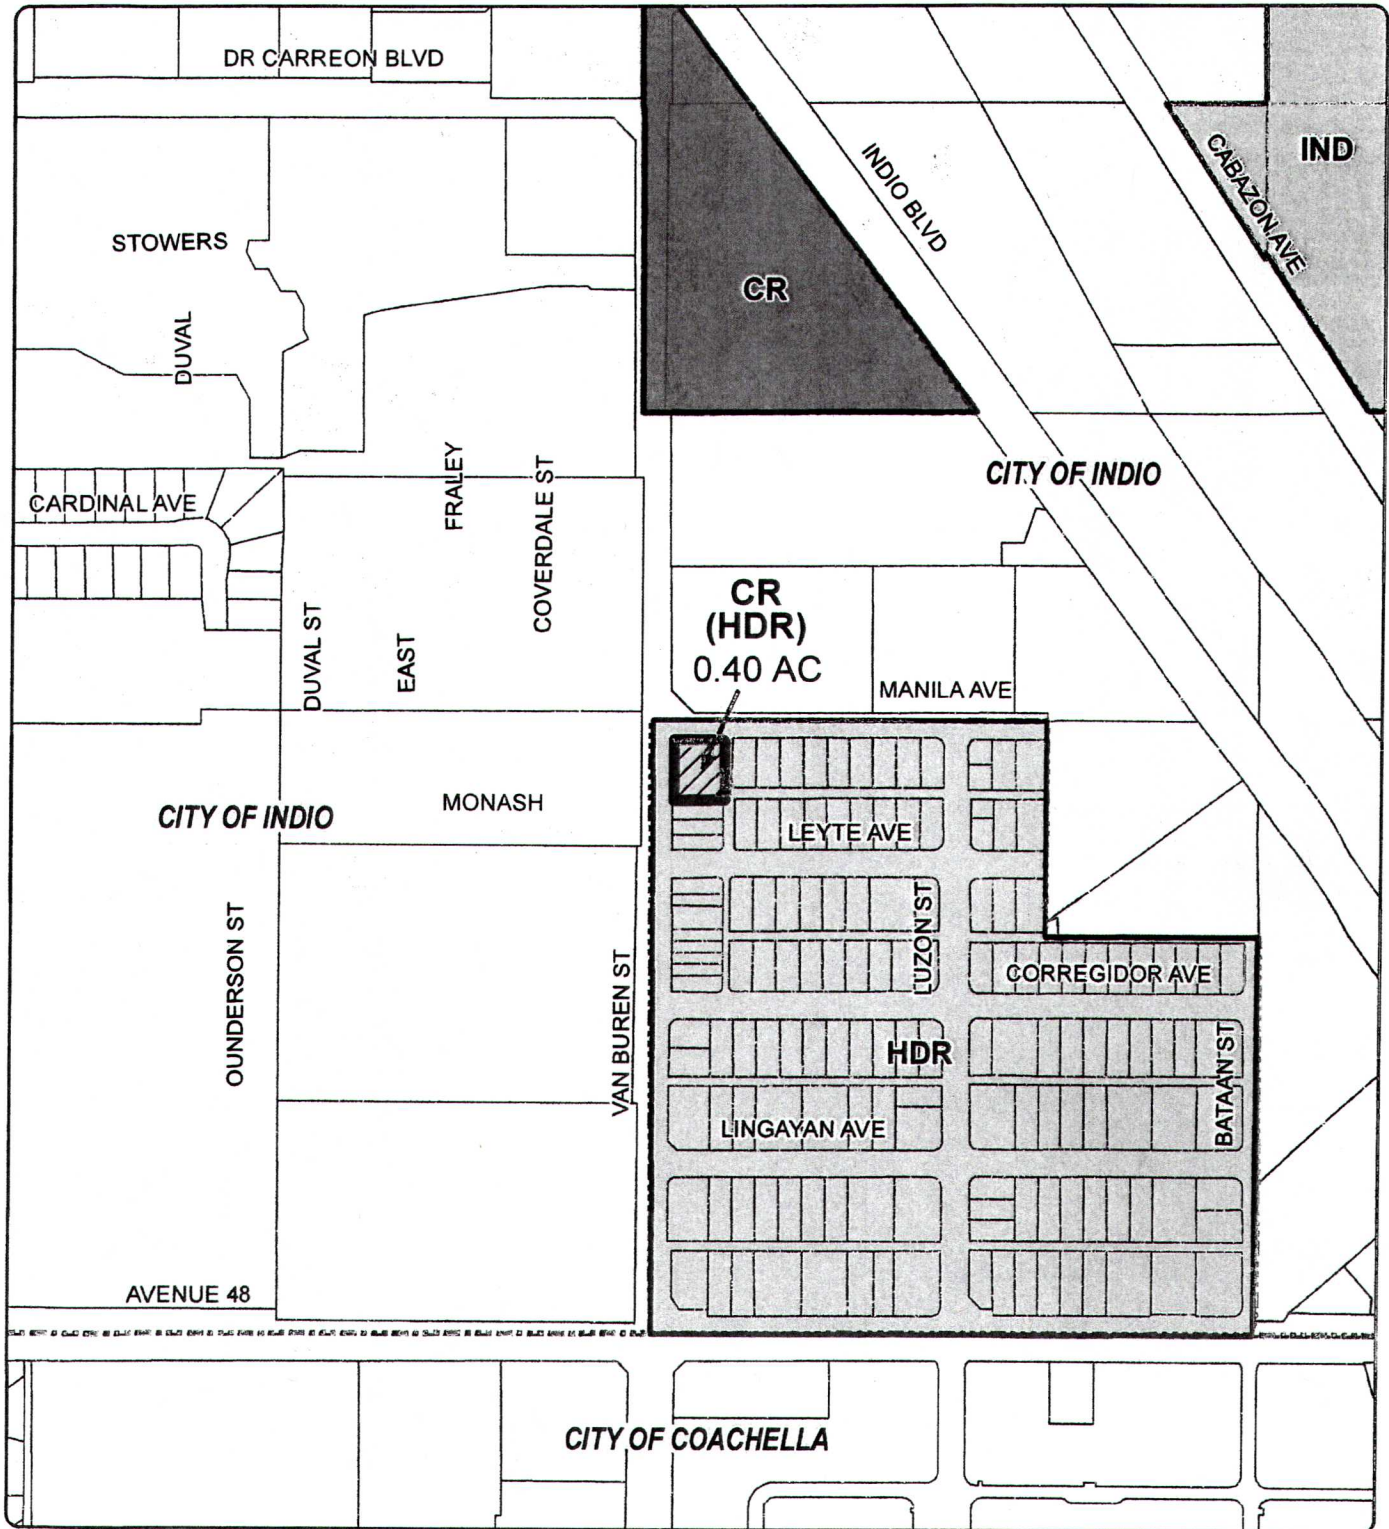 DR CARREON BLVD
STOWERS
DUVAL
INDIO BLVD
CABAZON AVE
IND
CR
CARDINAL AVE
FRALEY
COVERDALE ST
CITY OF INDIO
DUVAL ST
EAST
CR
(HDR)
0.40 AC
MANILA AVE
CITY OF INDIO
MONASH
LEYTE AVE
OUNDERSON ST
VAN BUREN ST
LUZON ST
CORREGIDOR AVE
HDR
BATAAN ST
LINGAYAN AVE
AVENUE 48
CITY OF COACHELLA